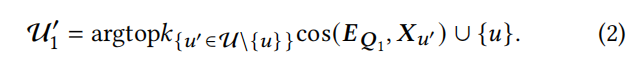 𝒰′₁ = argtopk_{u′∈𝒰\{u}} cos(E_{Q₁}, X_{u′}) ∪ {u}. (2)